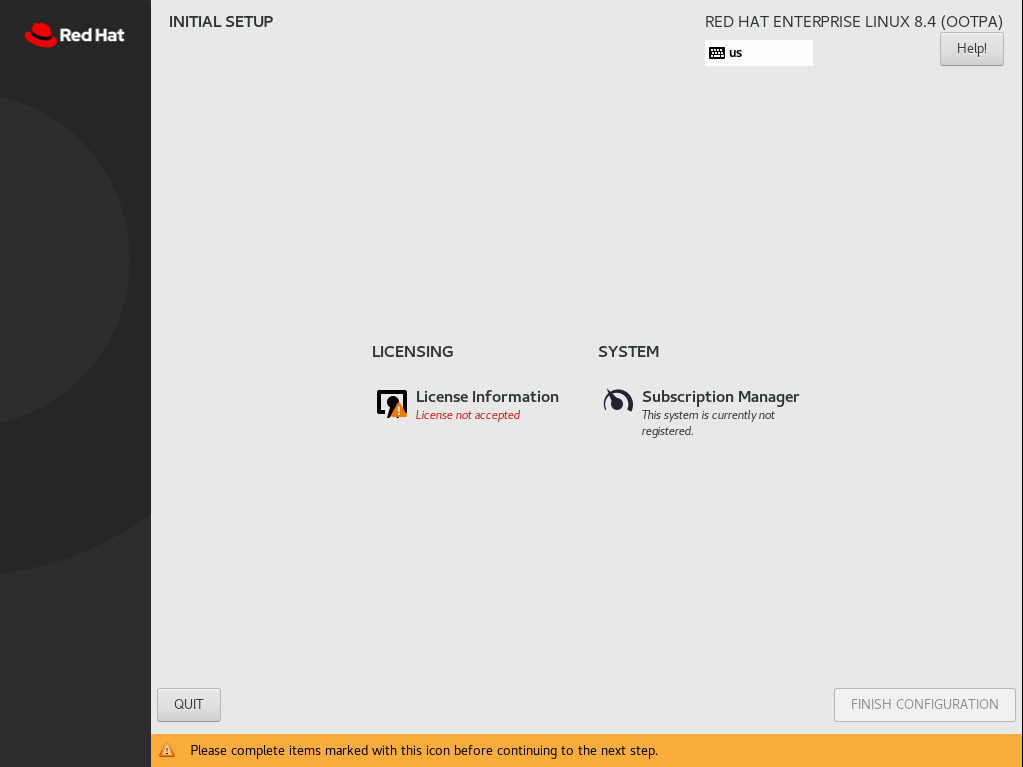 Red Hat
INITIAL SETUP
RED HAT ENTERPRISE LINUX 8.4 (OOTPA)
us
Help!
LICENSING
License Information
License not accepted
SYSTEM
Subscription Manager
This system is currently not
registered.
QUIT
FINISH CONFIGURATION
Please complete items marked with this icon before continuing to the next step.